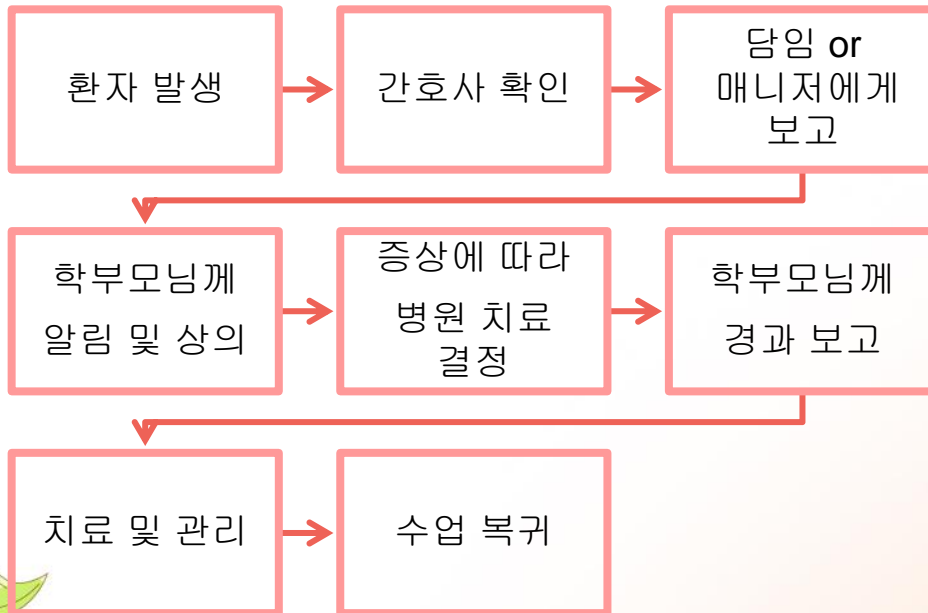 환자 발생
간호사 확인
담임 or
매니저에게
보고
학부모님께
알림 및 상의
증상에 따라
병원 치료
결정
학부모님께
경과 보고
치료 및 관리
수업 복귀